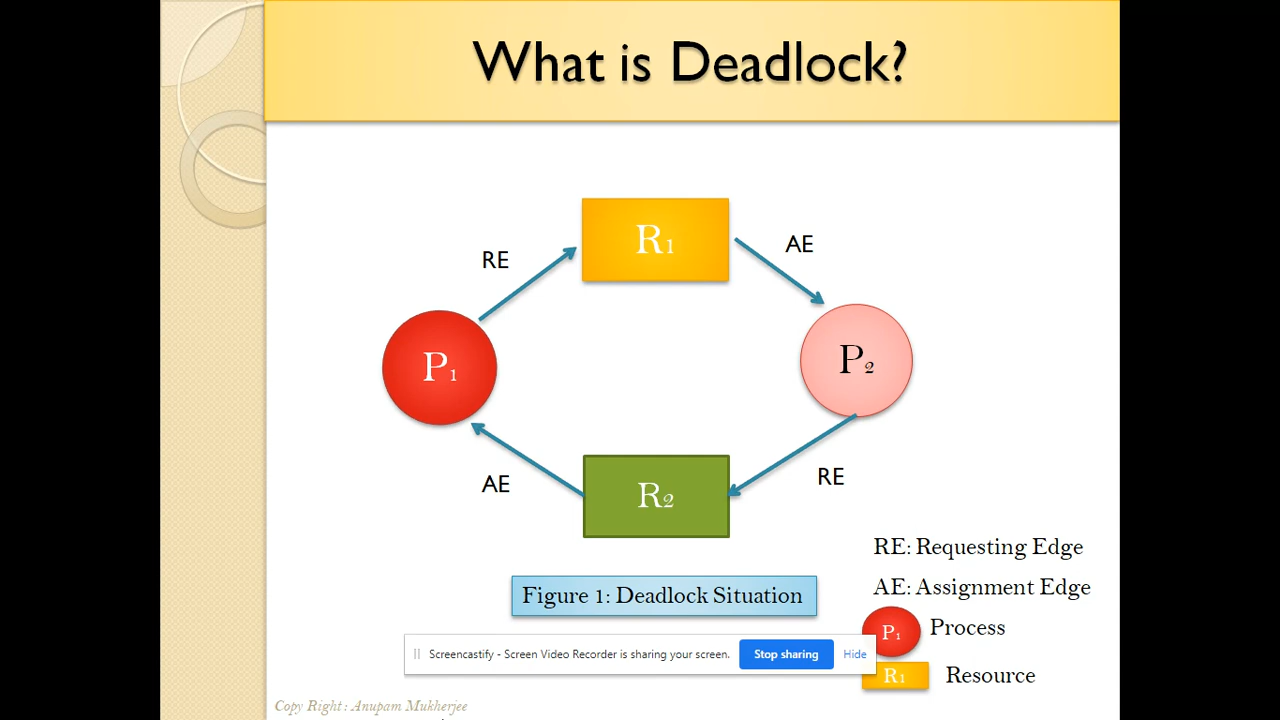 What is Deadlock?
R1
RE
AE
P1
P2
AE
R2
RE
RE: Requesting Edge
AE: Assignment Edge
Figure 1: Deadlock Situation
P1 Process
Screencastify - Screen Video Recorder is sharing your screen. Stop sharing Hide
R1 Resource
Copy Right : Anupam Mukherjee